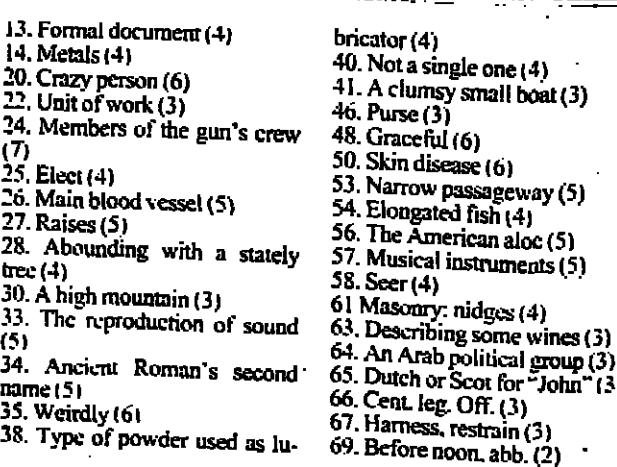 13. Formal document (4)
14. Metals (4)
20. Crazy person (6)
22. Unit of work (3)
24. Members of the gun's crew
(7)
25. Elect (4)
26. Main blood vessel (5)
27. Raises (5)
28. Abounding with a stately
tree (4)
30. A high mountain (3)
33. The reproduction of sound
(5)
34. Ancient Roman's second
name (5)
35. Weirdly (6)
38. Type of powder used as lu-
bricator (4)
40. Not a single one (4)
41. A clumsy small boat (3)
46. Purse (3)
48. Graceful (6)
50. Skin disease (6)
53. Narrow passageway (5)
54. Elongated fish (4)
56. The American aloe (5)
57. Musical instruments (5)
58. Seer (4)
61 Masonry: nidges (4)
63. Describing some wines (3)
64. An Arab political group (3)
65. Dutch or Scot for "John" (3
66. Cent. leg. Off. (3)
67. Harness, restrain (3)
69. Before noon, abb. (2)